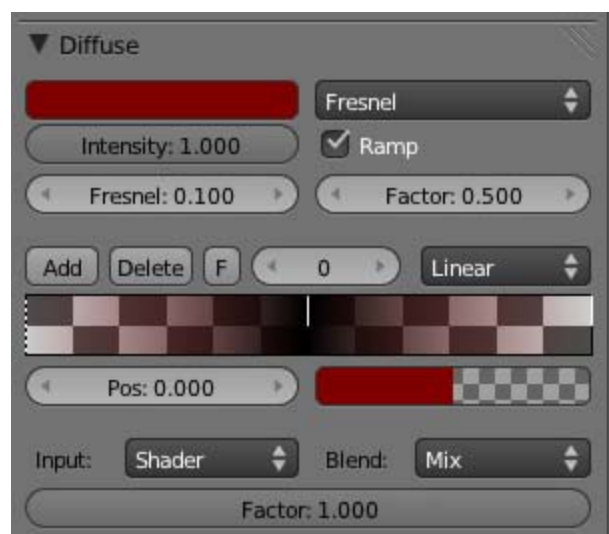 Diffuse
Fresnel
Intensity: 1.000
Ramp
Fresnel: 0.100
Factor: 0.500
Add
Delete
F
0
Linear
Pos: 0.000
Input:
Shader
Blend:
Mix
Factor: 1.000